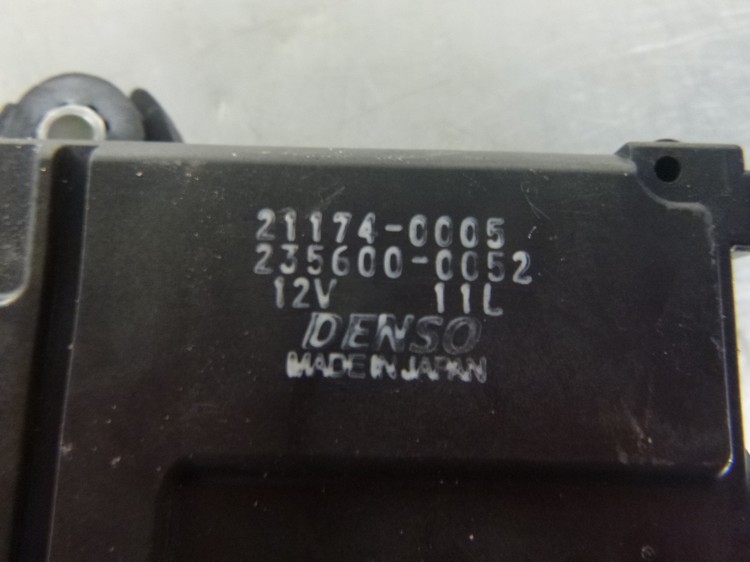 21174-0005
235600-0052
12V 11L
DENSO
MADE IN JAPAN